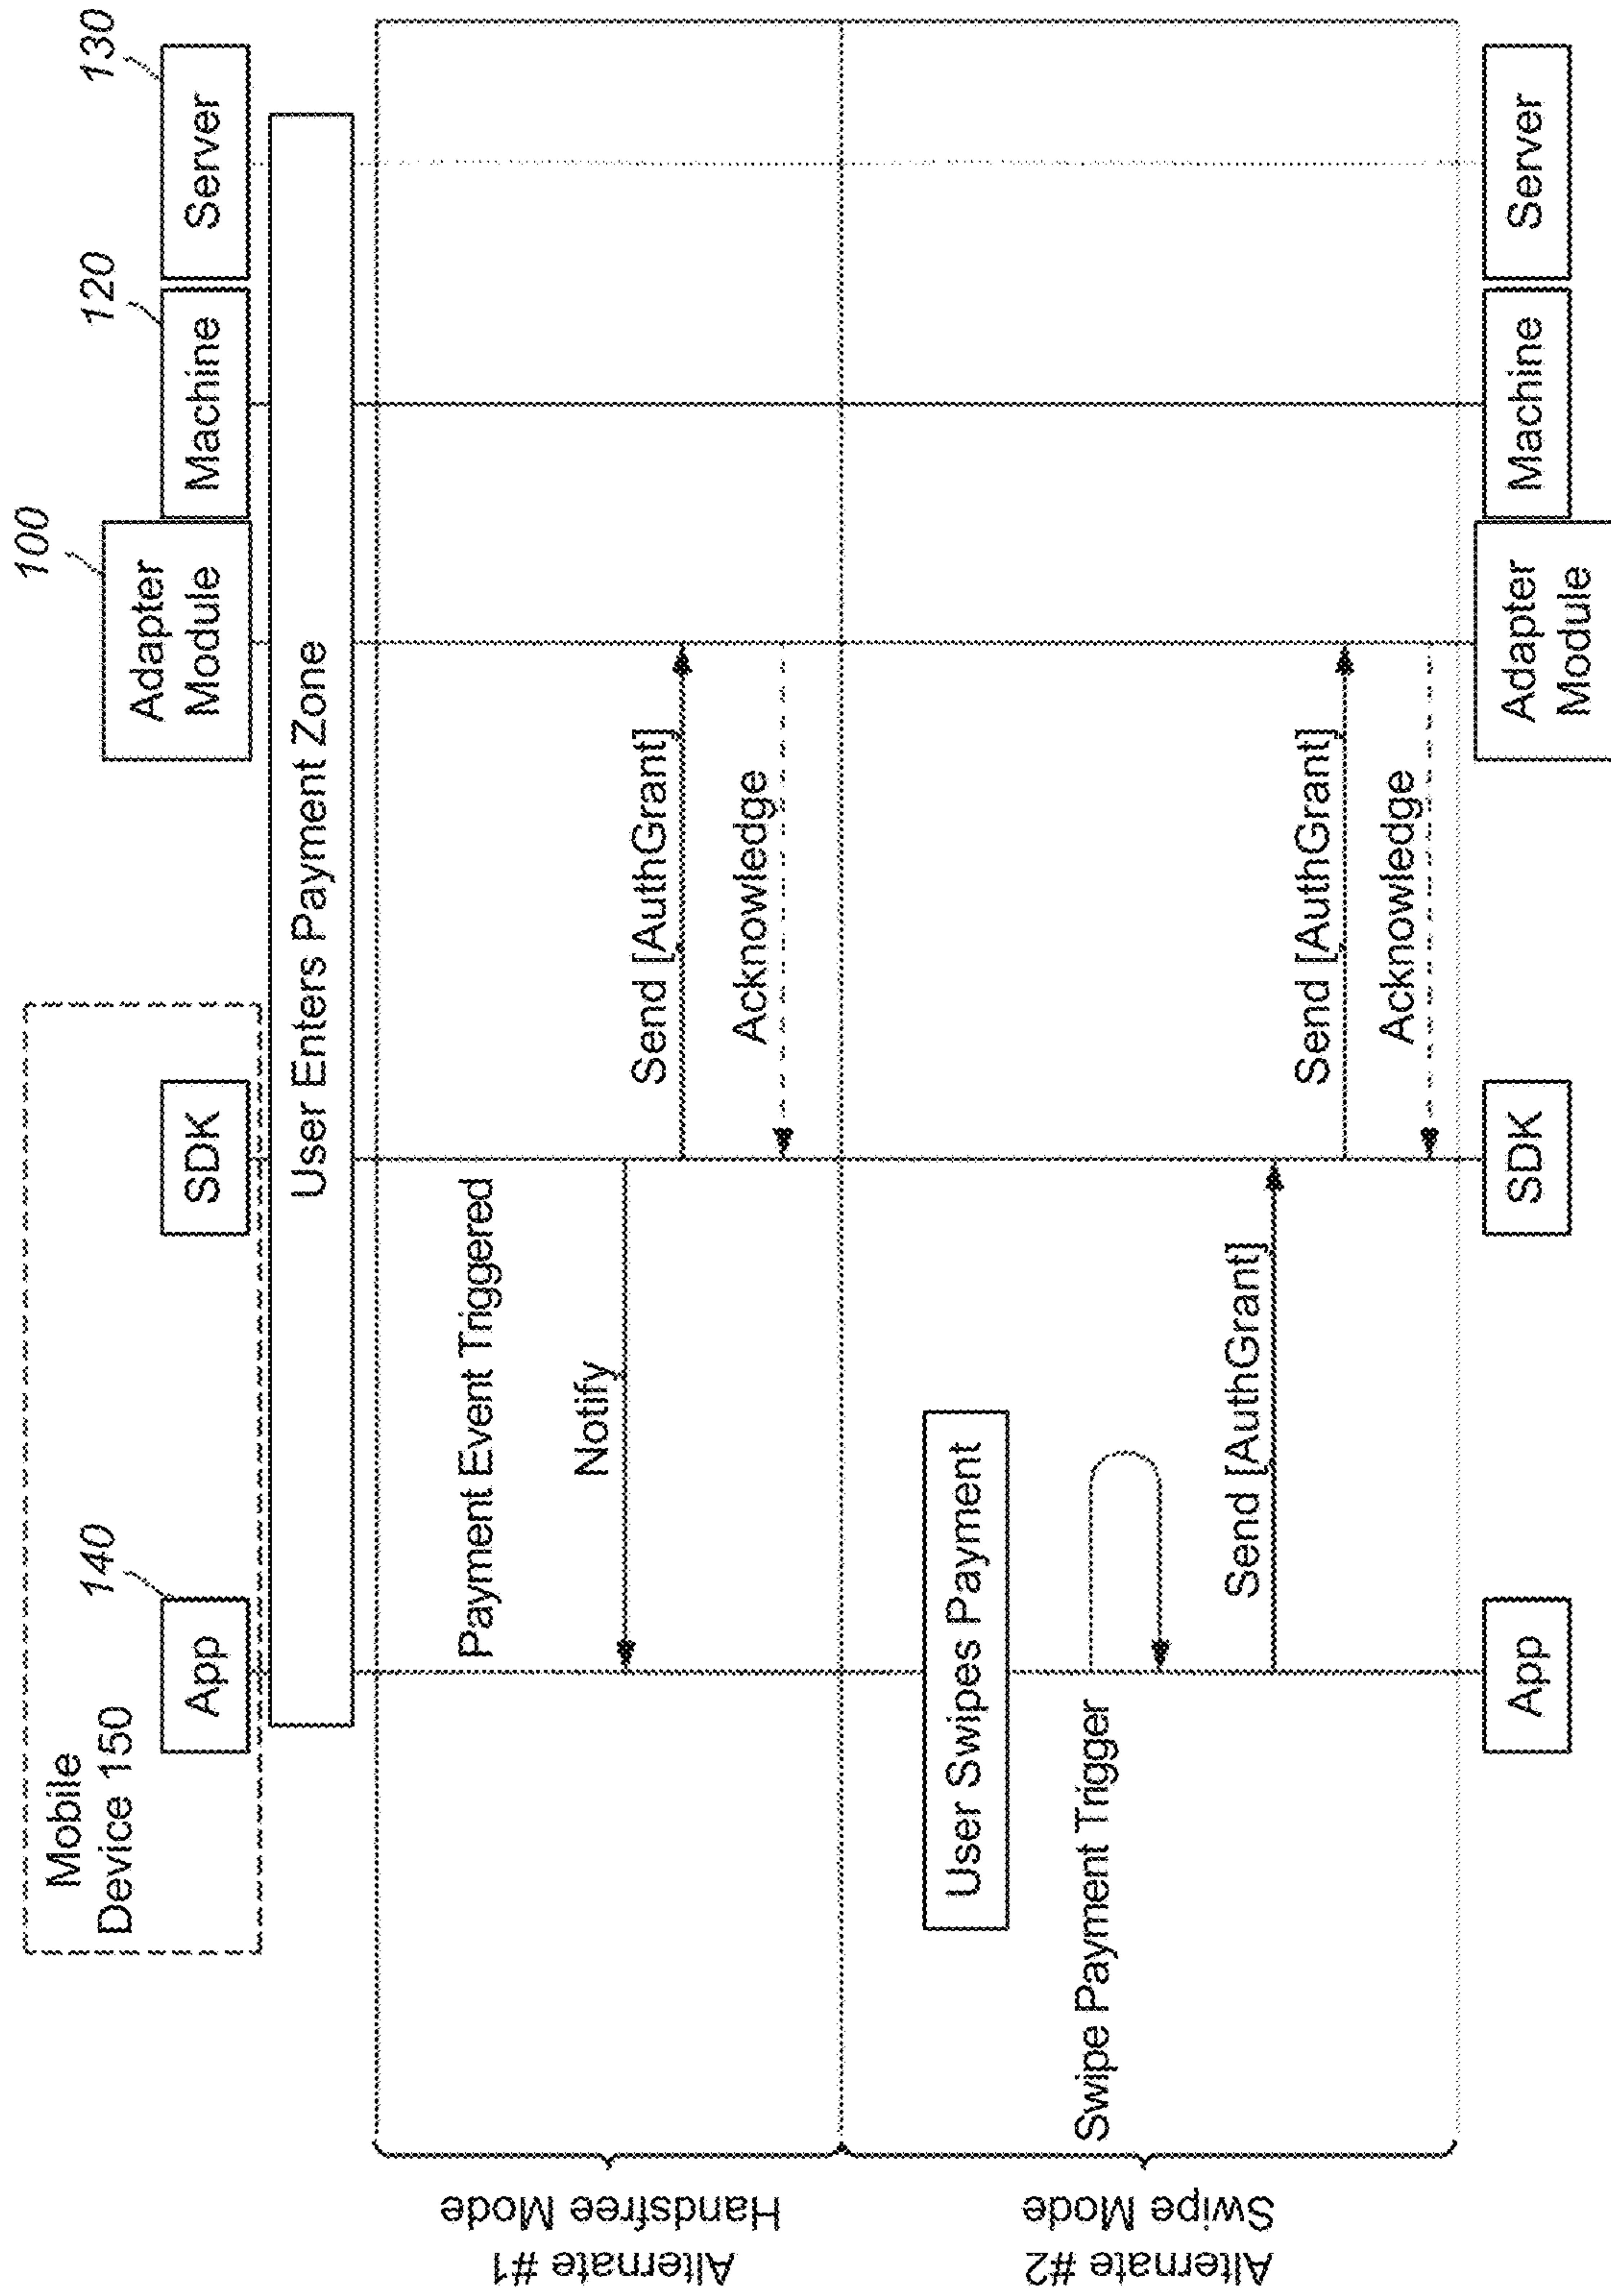 Mobile
Device 150
140
App
SDK
100
Adapter
Module
120
Machine
130
Server
User Enters Payment Zone
Alternate #1
Handsfree Mode
Payment Event Triggered
Notify
Send [AuthGrant]
Acknowledge
Alternate #2
Swipe Mode
User Swipes Payment
Swipe Payment Trigger
Send [AuthGrant]
Send [AuthGrant]
Acknowledge
App
SDK
Adapter
Module
Machine
Server